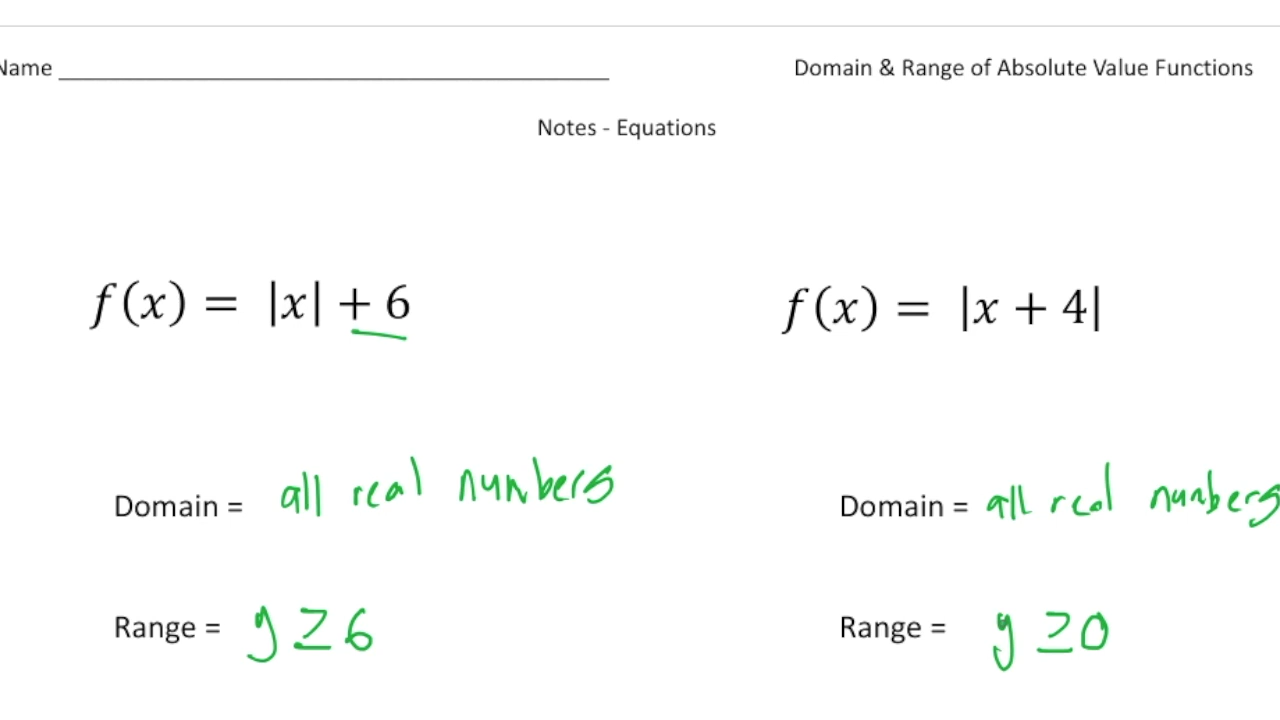 Name ____________________ Domain & Range of Absolute Value Functions
Notes - Equations
f(x) = |x| + 6
f(x) = |x + 4|
Domain = all real numbers
Domain = all real numbers
Range = y ≥ 6
Range = y ≥ 0